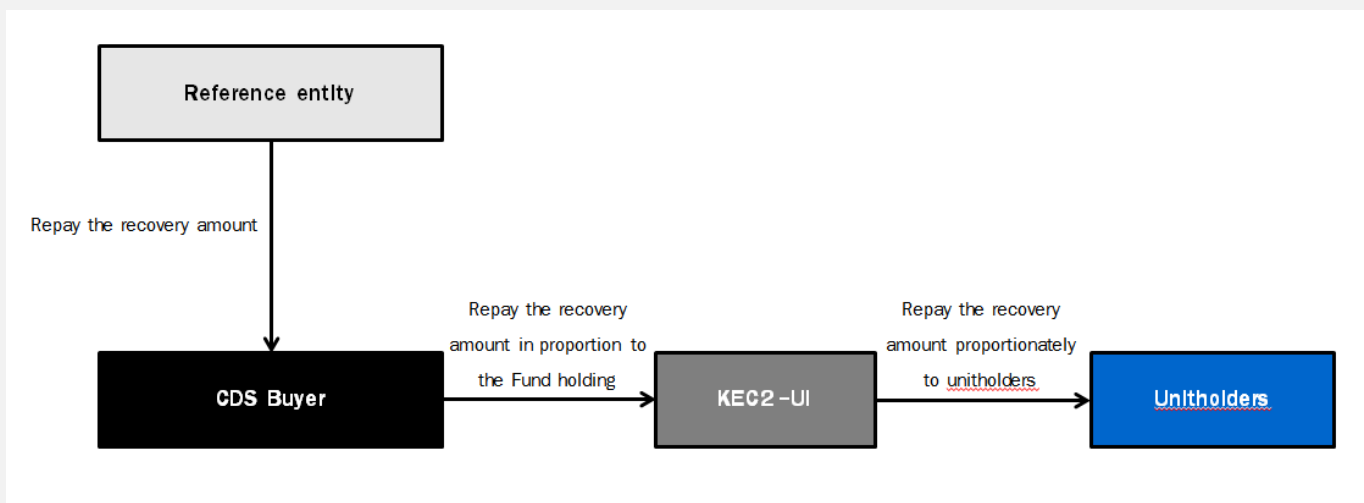 Reference entity
Repay the recovery amount
Repay the recovery
amount in proportion to
the Fund holding
Repay the recovery
amount proportionately
to unitholders
CDS Buyer
KEC2-UI
Unitholders